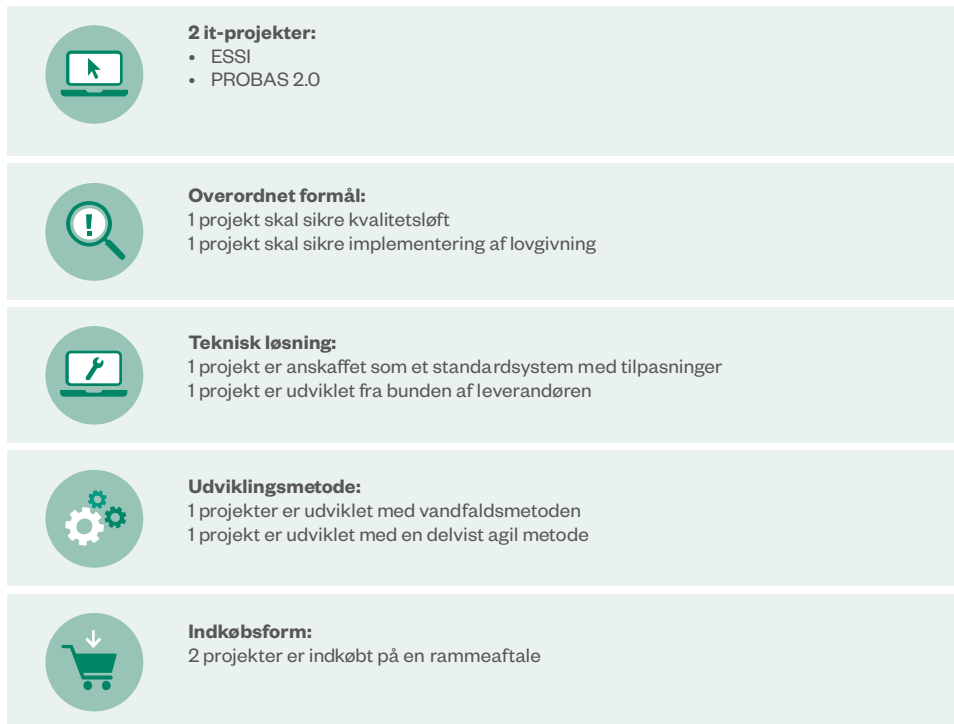 2 it-projekter:
• ESSI
• PROBAS 2.0
Overordnet formål:
1 projekt skal sikre kvalitetsløft
1 projekt skal sikre implementering af lovgivning
Teknisk løsning:
1 projekt er anskaffet som et standardsystem med tilpasninger
1 projekt er udviklet fra bunden af leverandøren
Udviklingsmetode:
1 projekter er udviklet med vandfaldsmetoden
1 projekt er udviklet med en delvist agil metode
Indkøbsform:
2 projekter er indkøbt på en rammeaftale